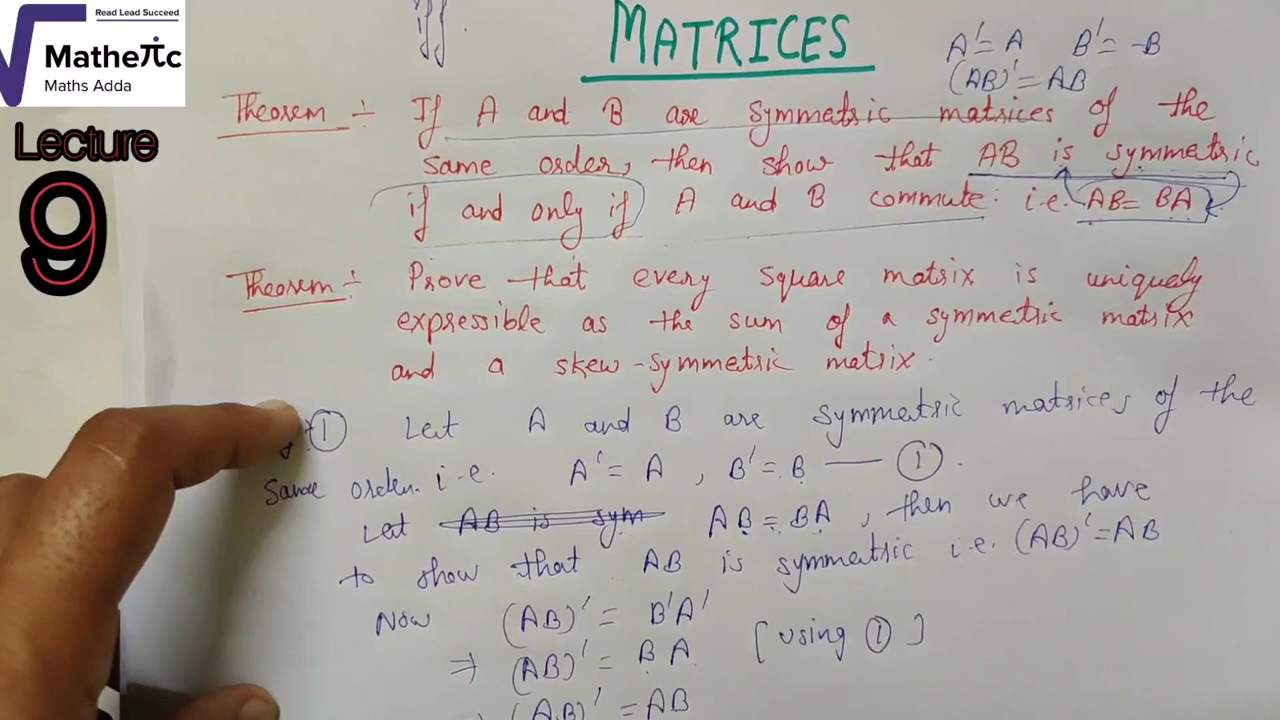 Read Lead Succeed
Matheπc
Maths Adda
Lecture
9
iff.
MATRICES
A' = A B' = -B
(AB)' = AB
Theorem :- If A and B are symmetric matrices of the
same order, then show that AB is symmetric
if and only if A and B commute. i.e. AB = BA
Theorem :- Prove that every square matrix is uniquely
expressible as the sum of a symmetric matrix
and a skew-symmetric matrix.
① Let A and B are symmetric matrices of the
same order. i.e. A' = A , B' = B — ①.
Let AB is sym AB = BA , then we have
to show that AB is symmetric i.e. (AB)' = AB
Now (AB)' = B'A'
⇒ (AB)' = BA [using ①]
(AB)' = AB